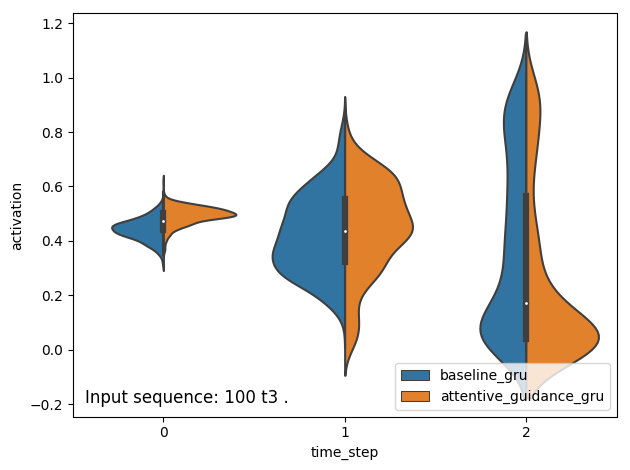 1.2
1.0
0.8
0.6
0.4
0.2
0.0
−0.2
activation
Input sequence: 100 t3 .
baseline_gru
attentive_guidance_gru
0 1 2
time_step